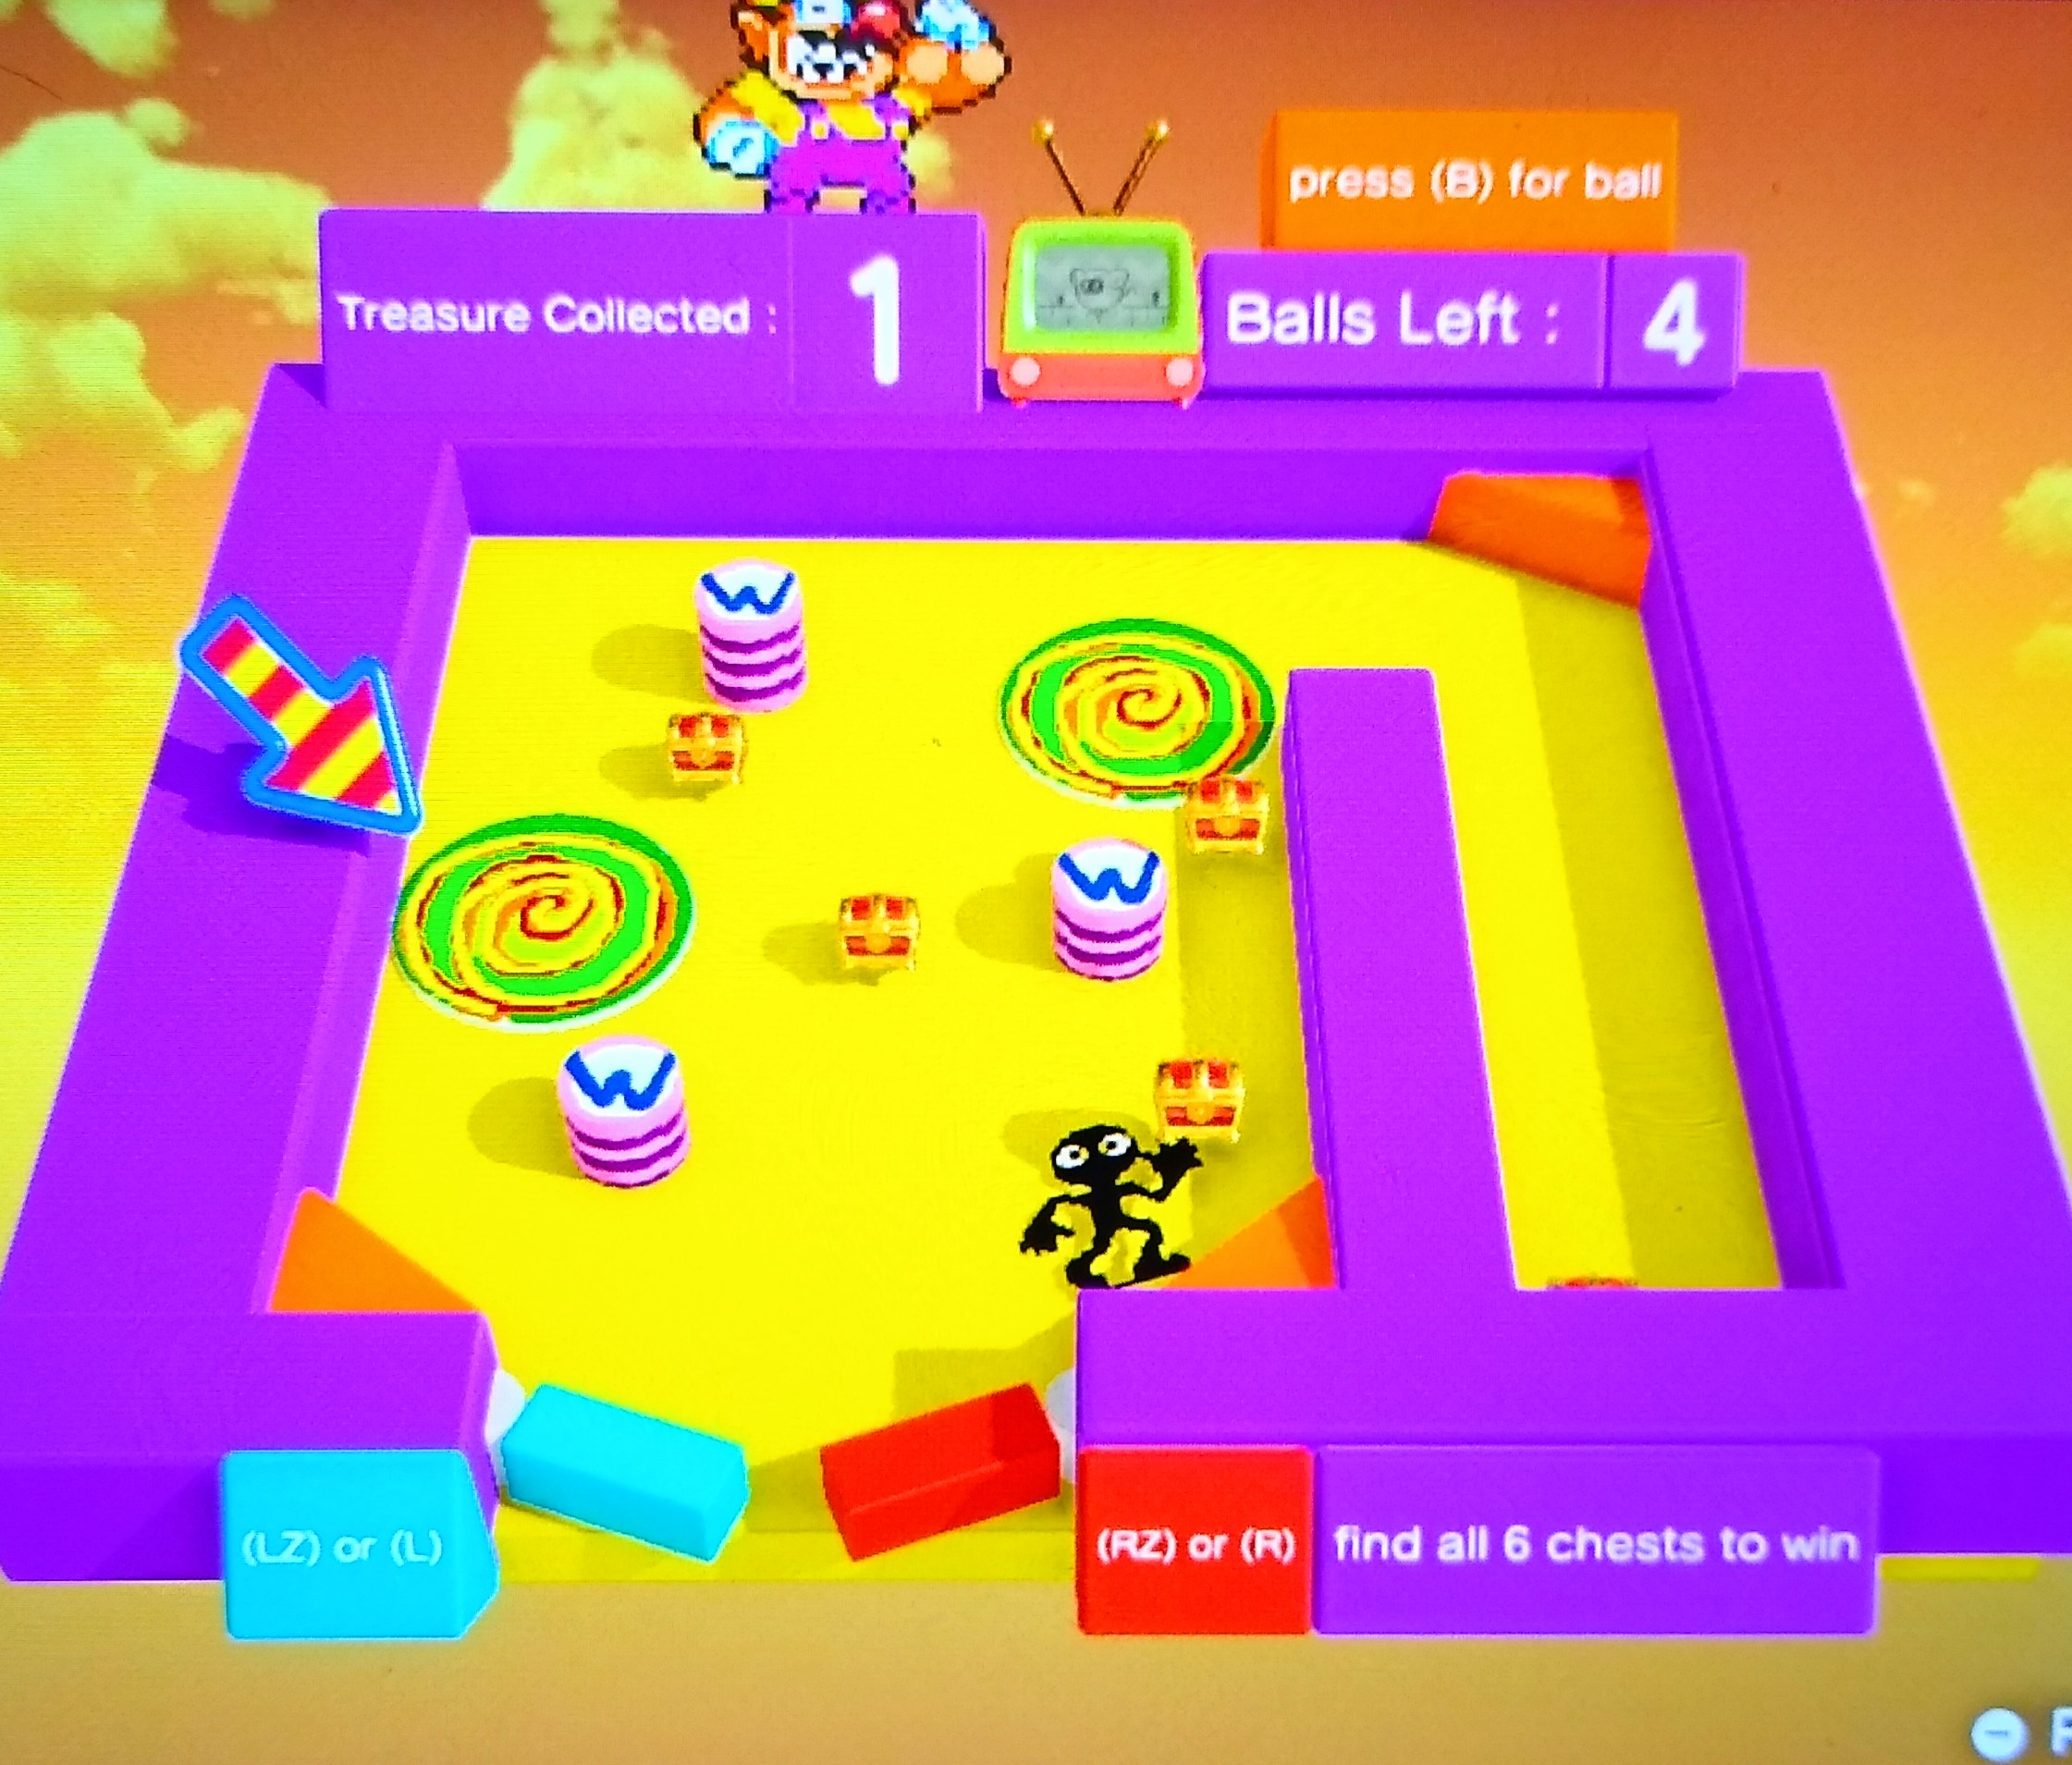 press (B) for ball
Treasure Collected : 1
Balls Left : 4
W
W
W
(LZ) or (L)
(RZ) or (R)
find all 6 chests to win